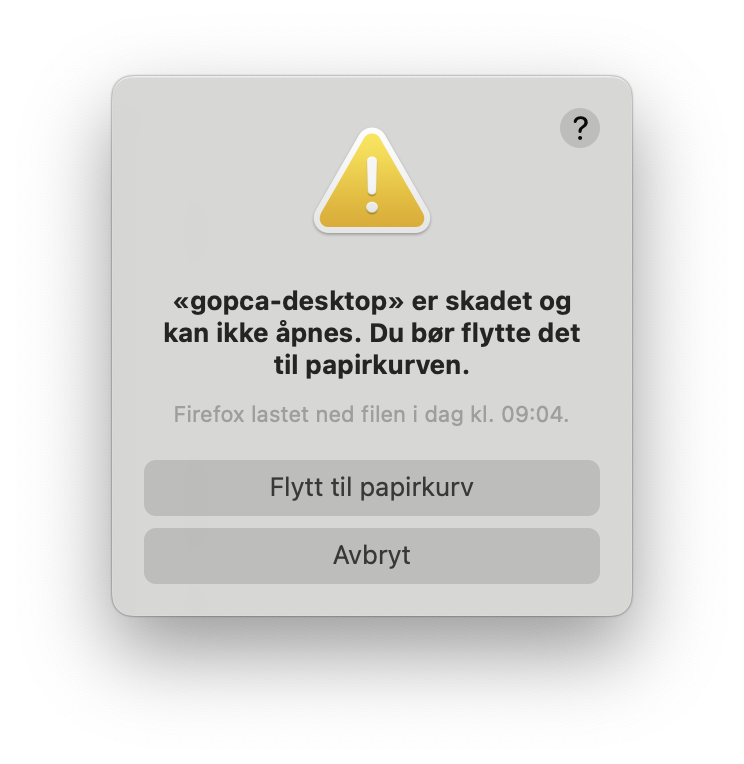 ?
«gopca-desktop» er skadet og
kan ikke åpnes. Du bør flytte det
til papirkurven.
Firefox lastet ned filen i dag kl. 09:04.
Flytt til papirkurv
Avbryt